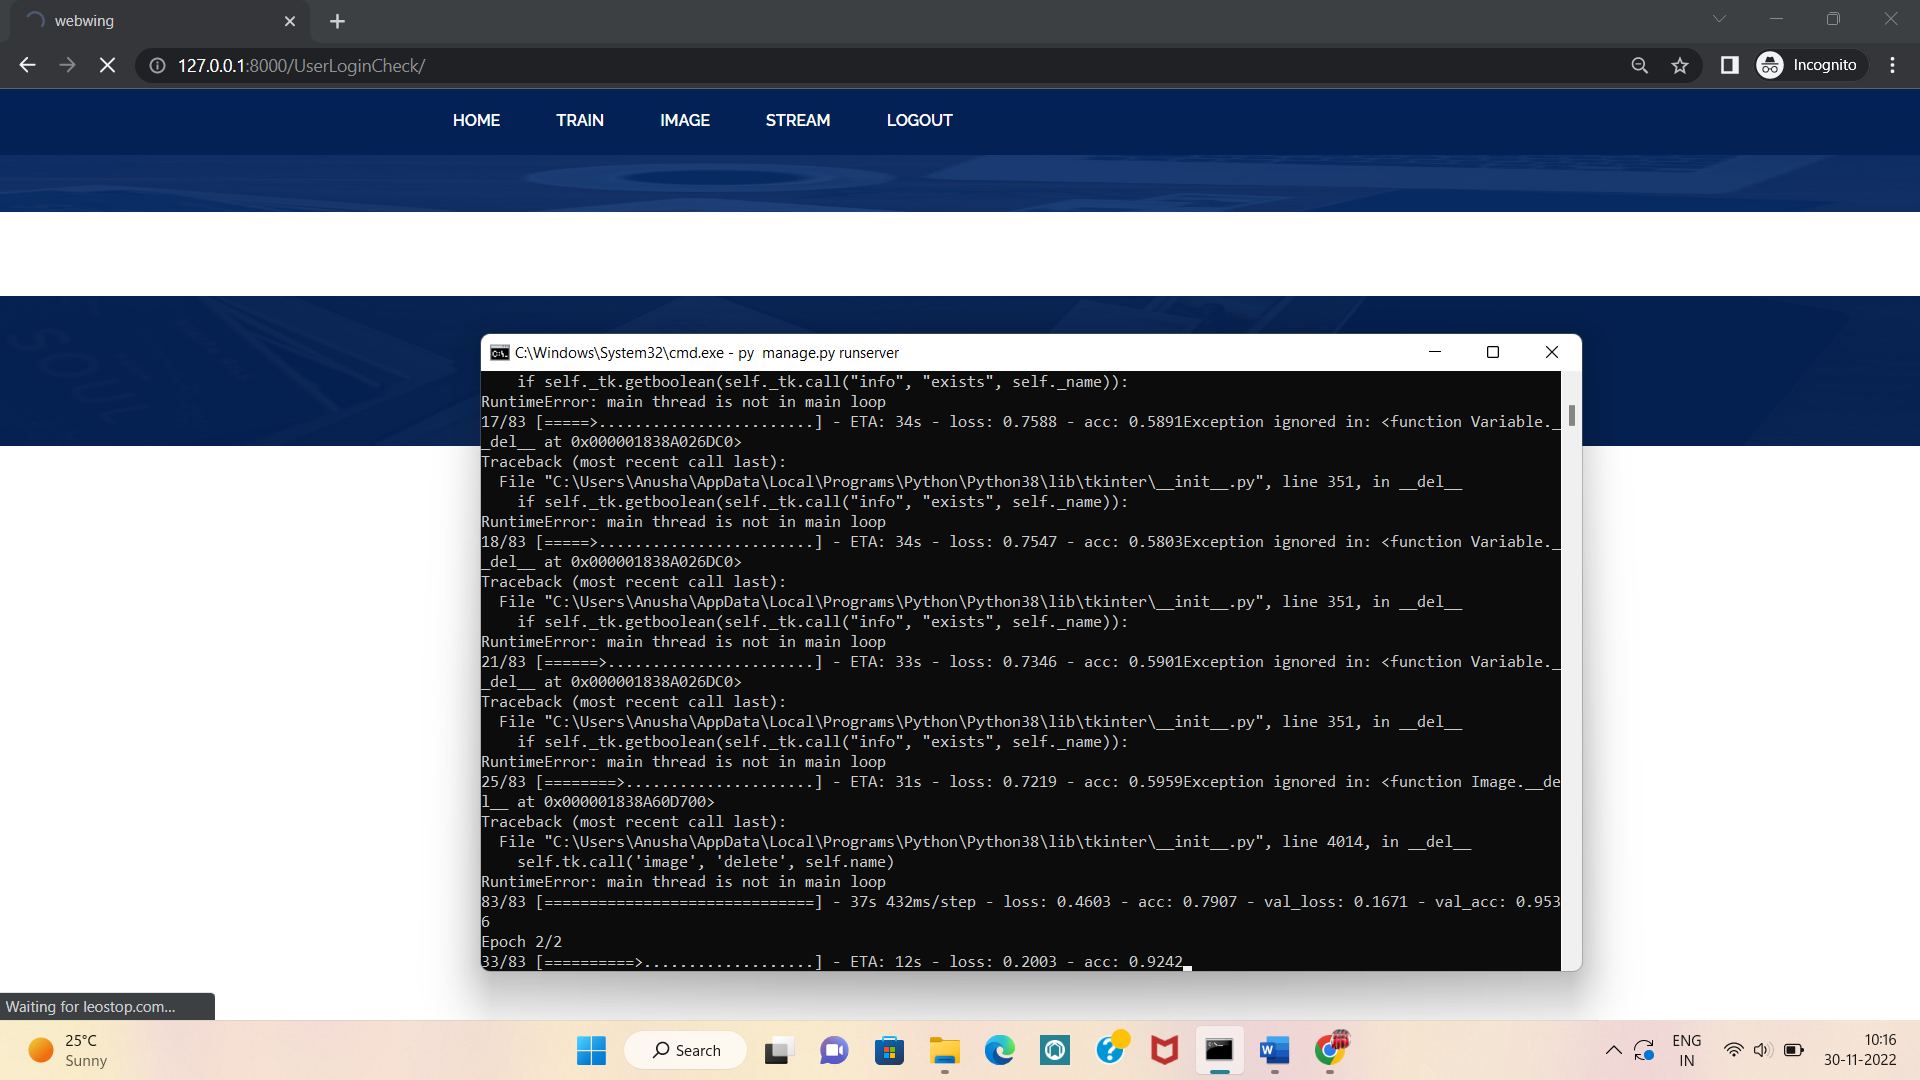 webwing
127.0.0.1:8000/UserLoginCheck/
Incognito
HOME TRAIN IMAGE STREAM LOGOUT
C:\Windows\System32\cmd.exe - py  manage.py runserver
    if self._tk.getboolean(self._tk.call("info", "exists", self._name)):
RuntimeError: main thread is not in main loop
17/83 [=====>........................] - ETA: 34s - loss: 0.7588 - acc: 0.5891Exception ignored in: <function Variable._
_del__ at 0x000001838A026DC0>
Traceback (most recent call last):
  File "C:\Users\Anusha\AppData\Local\Programs\Python\Python38\lib\tkinter\__init__.py", line 351, in __del__
    if self._tk.getboolean(self._tk.call("info", "exists", self._name)):
RuntimeError: main thread is not in main loop
18/83 [=====>........................] - ETA: 34s - loss: 0.7547 - acc: 0.5803Exception ignored in: <function Variable._
_del__ at 0x000001838A026DC0>
Traceback (most recent call last):
  File "C:\Users\Anusha\AppData\Local\Programs\Python\Python38\lib\tkinter\__init__.py", line 351, in __del__
    if self._tk.getboolean(self._tk.call("info", "exists", self._name)):
RuntimeError: main thread is not in main loop
21/83 [======>.......................] - ETA: 33s - loss: 0.7346 - acc: 0.5901Exception ignored in: <function Variable._
_del__ at 0x000001838A026DC0>
Traceback (most recent call last):
  File "C:\Users\Anusha\AppData\Local\Programs\Python\Python38\lib\tkinter\__init__.py", line 351, in __del__
    if self._tk.getboolean(self._tk.call("info", "exists", self._name)):
RuntimeError: main thread is not in main loop
25/83 [========>.....................] - ETA: 31s - loss: 0.7219 - acc: 0.5959Exception ignored in: <function Image.__de
l__ at 0x000001838A60D700>
Traceback (most recent call last):
  File "C:\Users\Anusha\AppData\Local\Programs\Python\Python38\lib\tkinter\__init__.py", line 4014, in __del__
    self.tk.call('image', 'delete', self.name)
RuntimeError: main thread is not in main loop
83/83 [==============================] - 37s 432ms/step - loss: 0.4603 - acc: 0.7907 - val_loss: 0.1671 - val_acc: 0.953
6
Epoch 2/2
33/83 [==========>...................] - ETA: 12s - loss: 0.2003 - acc: 0.9242
Waiting for leostop.com...
25°C
Sunny
Search
ENG
IN
10:16
30-11-2022